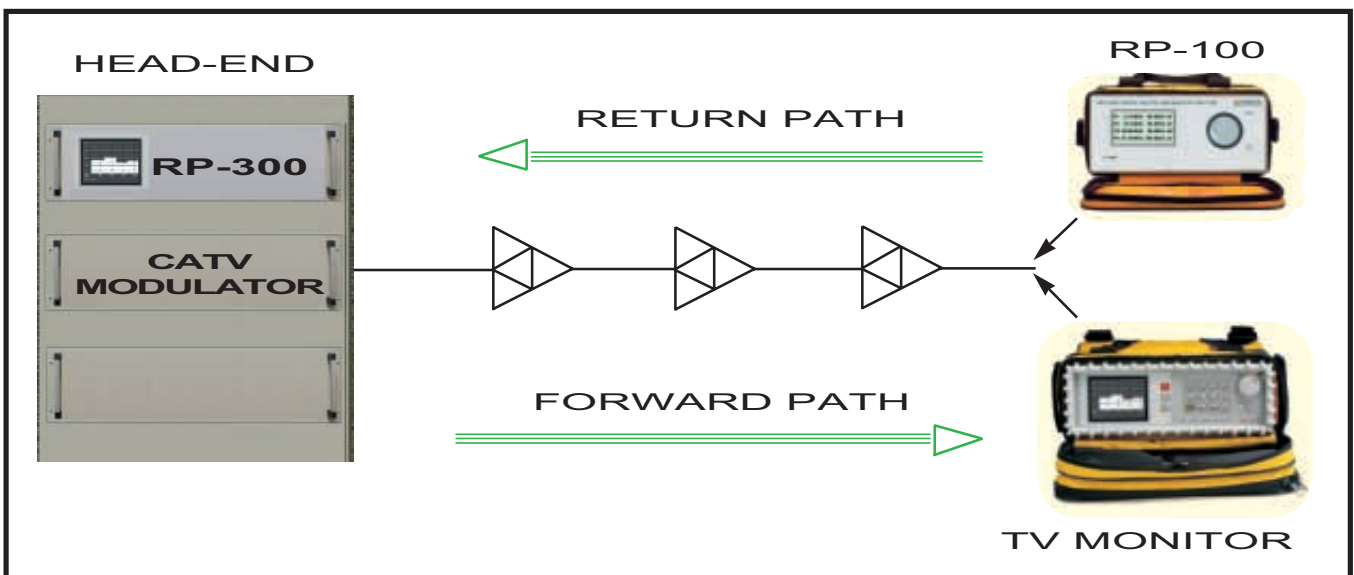 HEAD-END
RP-300
CATV
MODULATOR
RETURN PATH
RP-100
FORWARD PATH
TV MONITOR